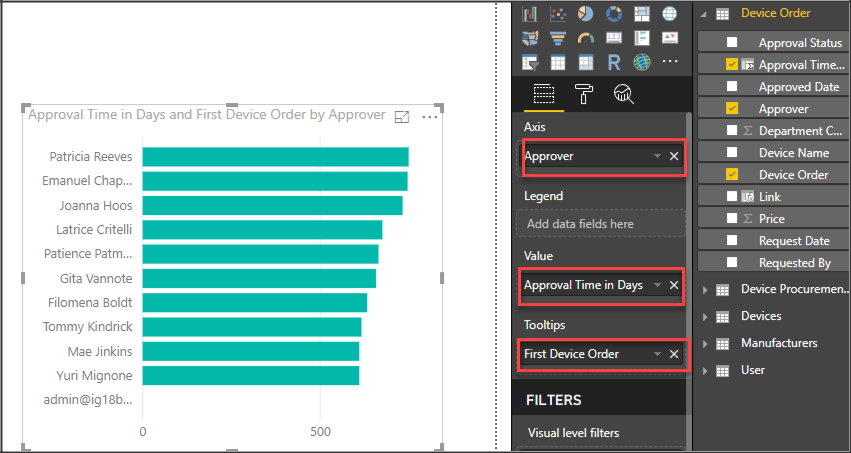 Approval Time in Days and First Device Order by Approver
Patricia Reeves
Emanuel Chap...
Joanna Hoos
Latrice Critelli
Patience Patm...
Gita Vannote
Filomena Boldt
Tommy Kindrick
Mae Jinkins
Yuri Mignone
admin@ig18b...
0
500
123
R
...
Axis
Approver
Legend
Add data fields here
Value
Approval Time in Days
Tooltips
First Device Order
FILTERS
Visual level filters
Device Order
Approval Status
Approval Time...
Approved Date
Approver
Σ Department C...
Device Name
Device Order
Link
Σ Price
Request Date
Requested By
Device Procuremen...
Devices
Manufacturers
User